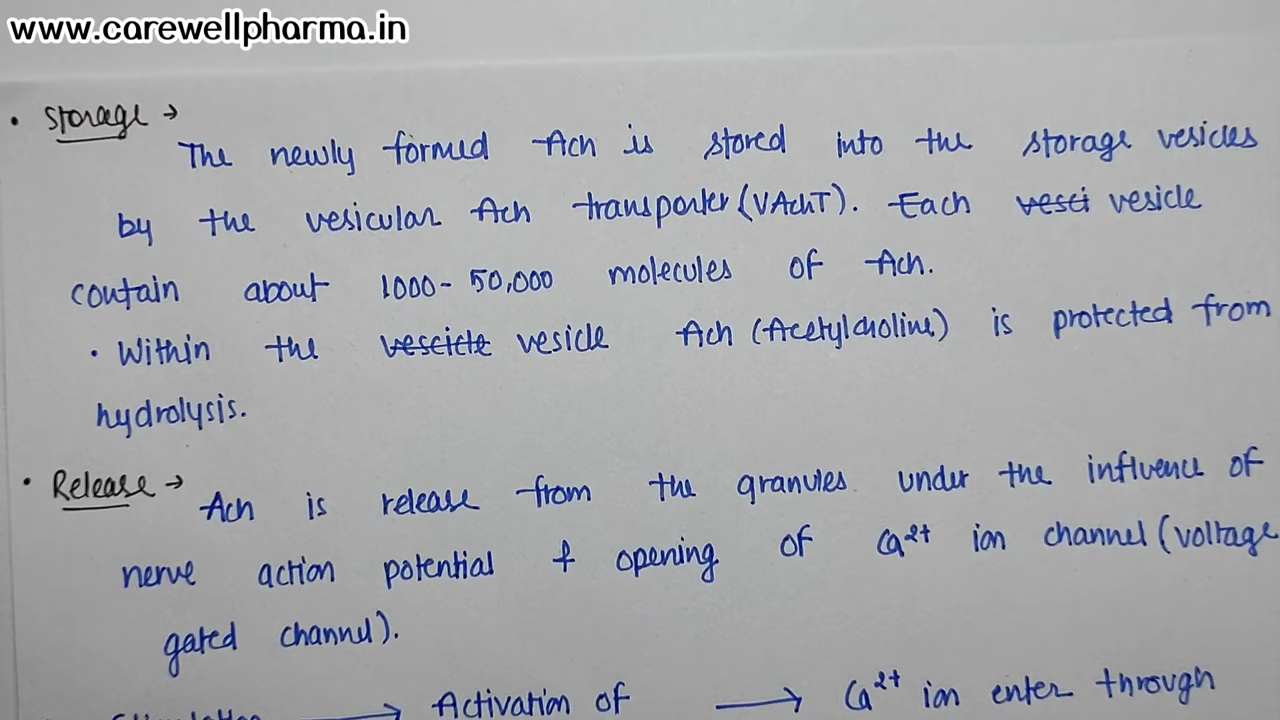 www.carewellpharma.in
• Storage →
The newly formed Ach is stored into the storage vesicles
by the vesicular Ach transporter (VAchT). Each vesci vesicle
contain about 1000-50,000 molecules of Ach.
• Within the vescicle vesicle Ach (Acetylcholine) is protected from
hydrolysis.
• Release →
Ach is release from the granules under the influence of
nerve action potential & opening of Ca²⁺ ion channel (voltage
gated channel).
→ Activation of → Ca²⁺ ion enter through